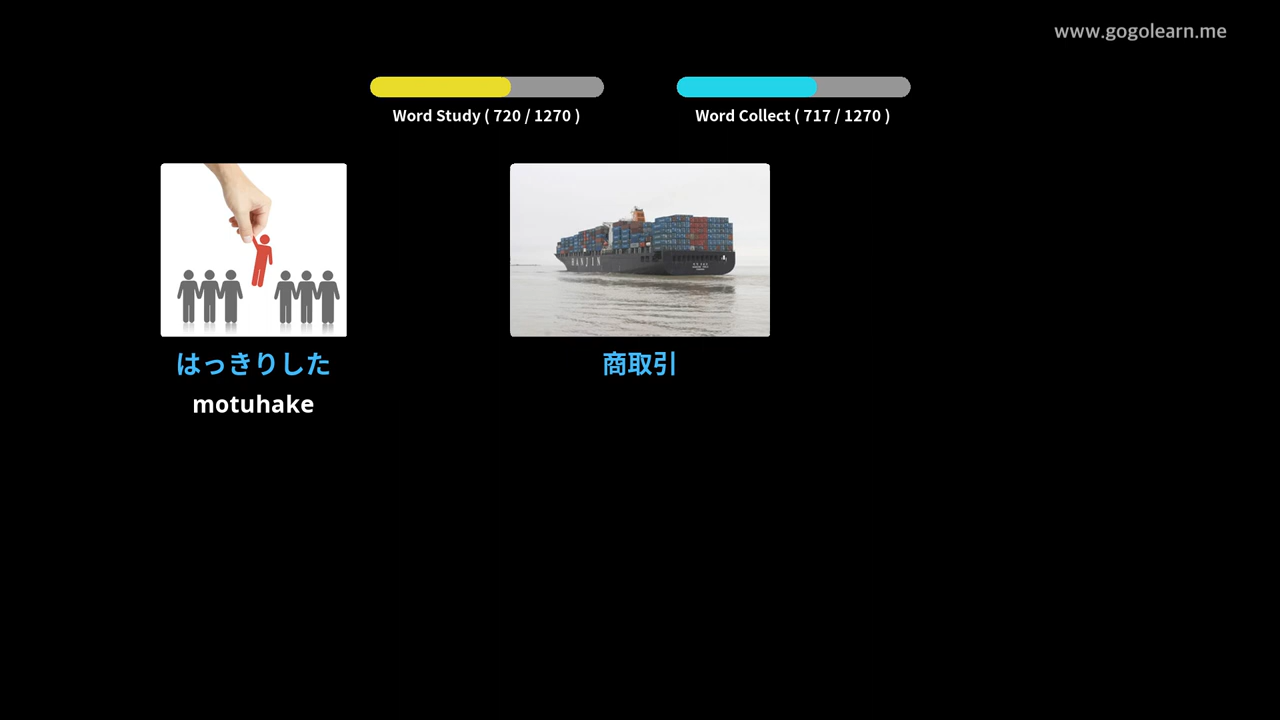 www.gogolearn.me
Word Study ( 720 / 1270 )
Word Collect ( 717 / 1270 )
HANJIN
はっきりした
商取引
motuhake